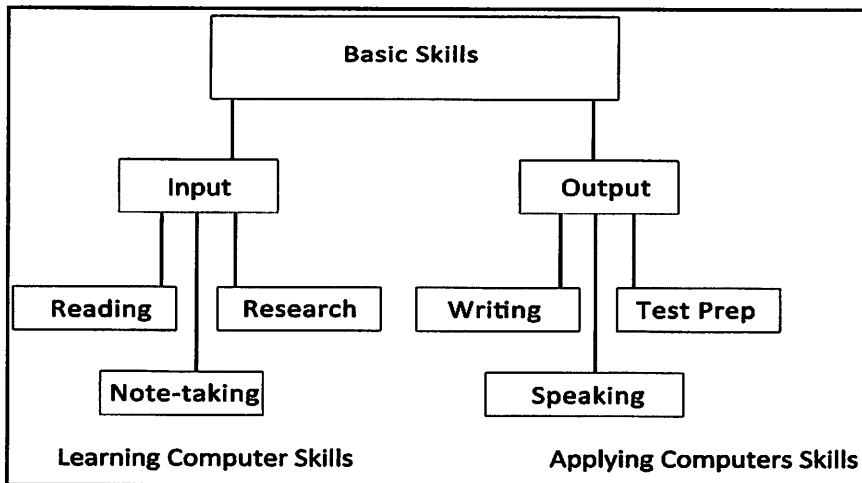 Basic Skills
Input
Output
Reading
Research
Writing
Test Prep
Note-taking
Speaking
Learning Computer Skills
Applying Computers Skills